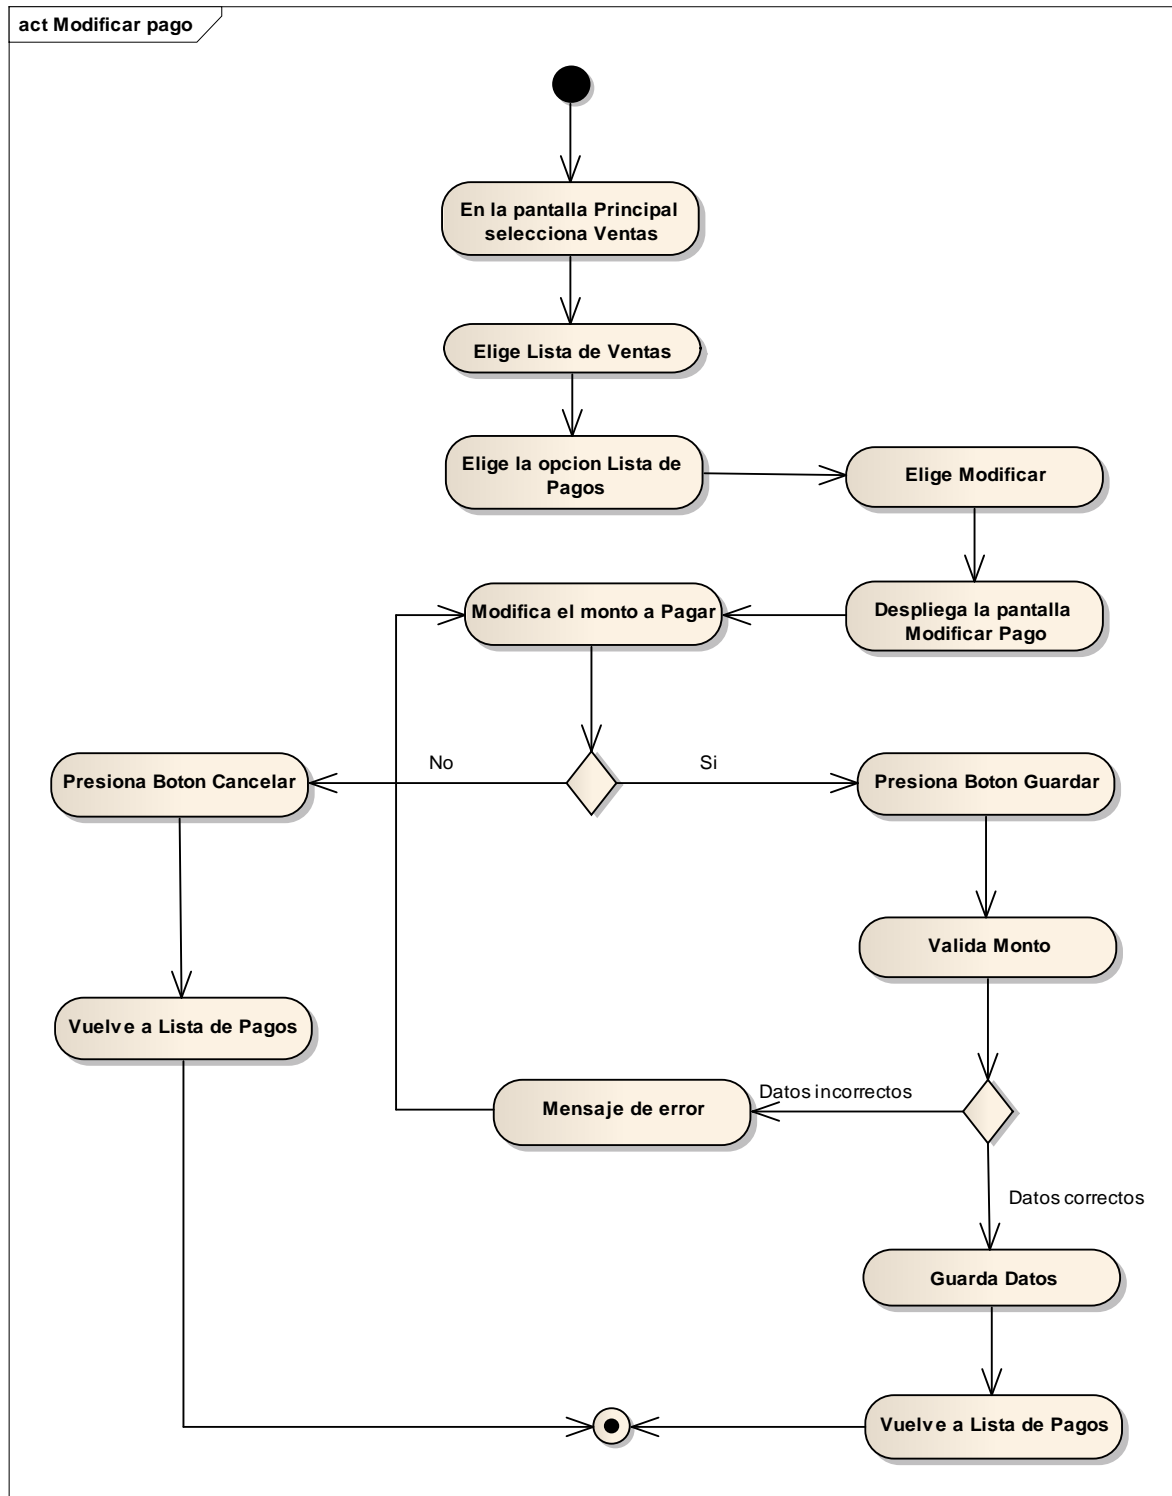 act Modificar pago
En la pantalla Principal
selecciona Ventas
Elige Lista de Ventas
Elige la opcion Lista de
Pagos
Elige Modificar
Despliega la pantalla
Modificar Pago
Modifica el monto a Pagar
No
Si
Presiona Boton Cancelar
Presiona Boton Guardar
Valida Monto
Vuelve a Lista de Pagos
Datos incorrectos
Mensaje de error
Datos correctos
Guarda Datos
Vuelve a Lista de Pagos